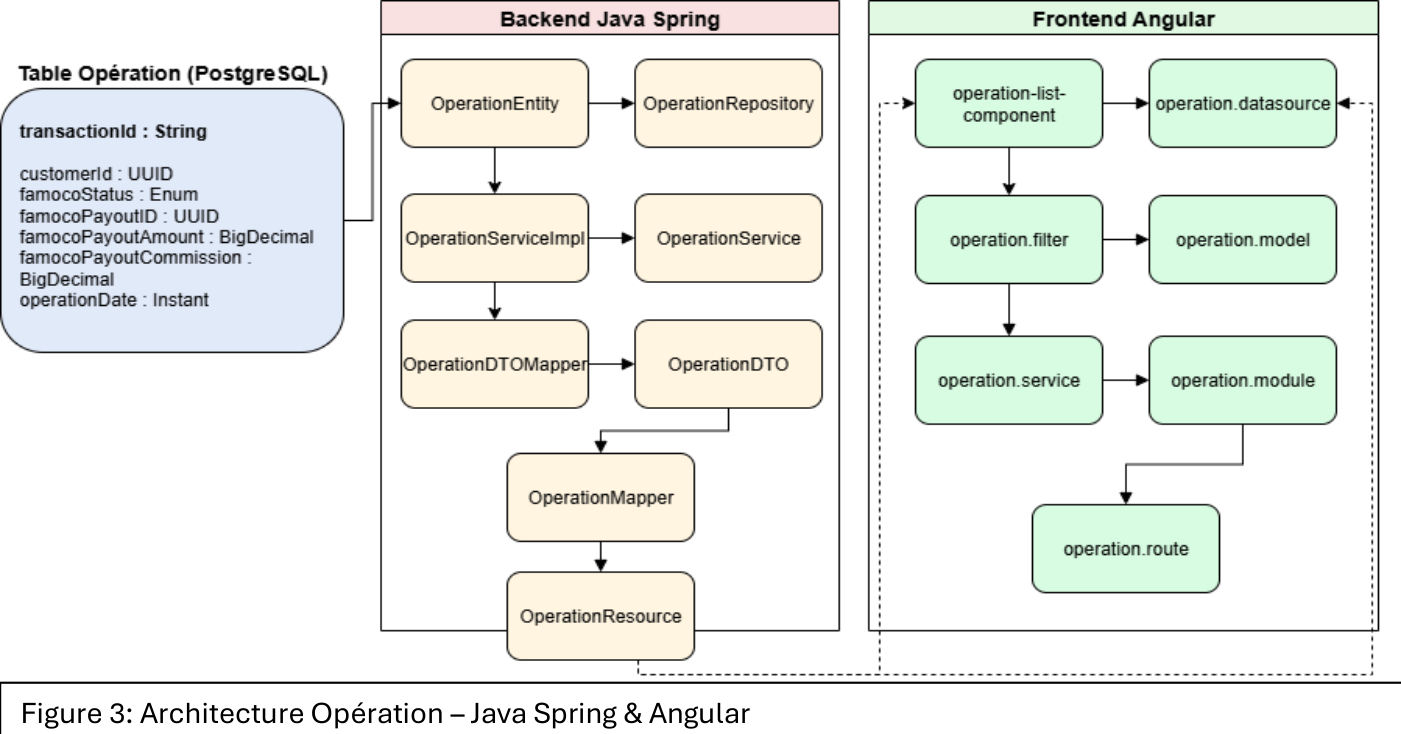 Table Opération (PostgreSQL)
transactionId : String
customerId : UUID
famocoStatus : Enum
famocoPayoutID : UUID
famocoPayoutAmount : BigDecimal
famocoPayoutCommission :
BigDecimal
operationDate : Instant
Backend Java Spring
OperationEntity
OperationRepository
OperationServiceImpl
OperationService
OperationDTOMapper
OperationDTO
OperationMapper
OperationResource
Frontend Angular
operation-list-
component
operation.datasource
operation.filter
operation.model
operation.service
operation.module
operation.route
Figure 3: Architecture Opération – Java Spring & Angular